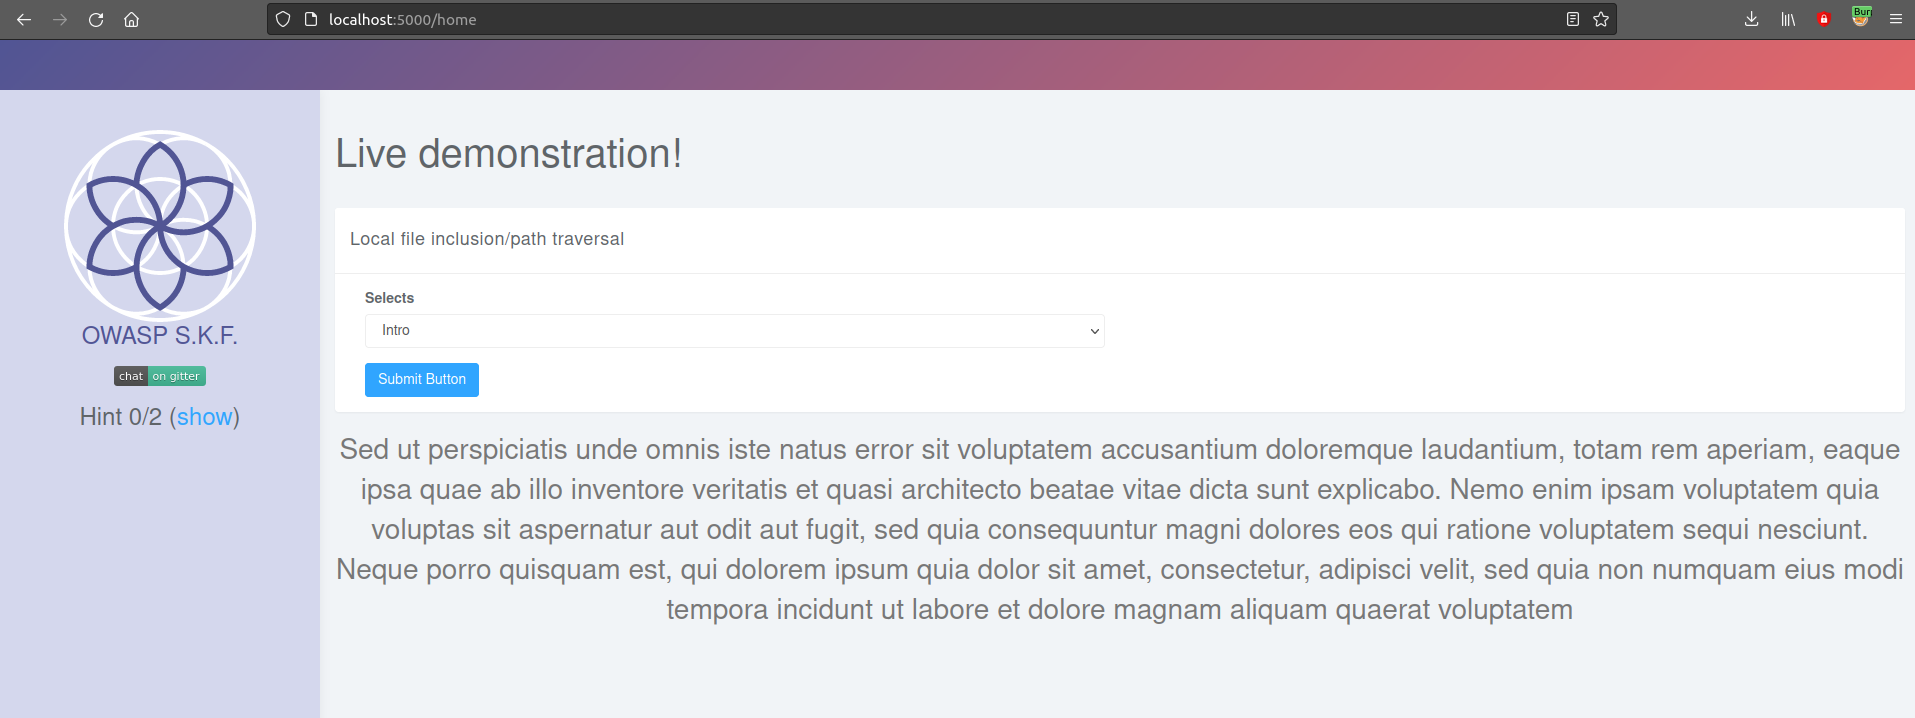 localhost:5000/home
Bur
Live demonstration!
Local file inclusion/path traversal
Selects
Intro
Submit Button
OWASP S.K.F.
chat on gitter
Hint 0/2 (show)
Sed ut perspiciatis unde omnis iste natus error sit voluptatem accusantium doloremque laudantium, totam rem aperiam, eaque
ipsa quae ab illo inventore veritatis et quasi architecto beatae vitae dicta sunt explicabo. Nemo enim ipsam voluptatem quia
voluptas sit aspernatur aut odit aut fugit, sed quia consequuntur magni dolores eos qui ratione voluptatem sequi nesciunt.
Neque porro quisquam est, qui dolorem ipsum quia dolor sit amet, consectetur, adipisci velit, sed quia non numquam eius modi
tempora incidunt ut labore et dolore magnam aliquam quaerat voluptatem